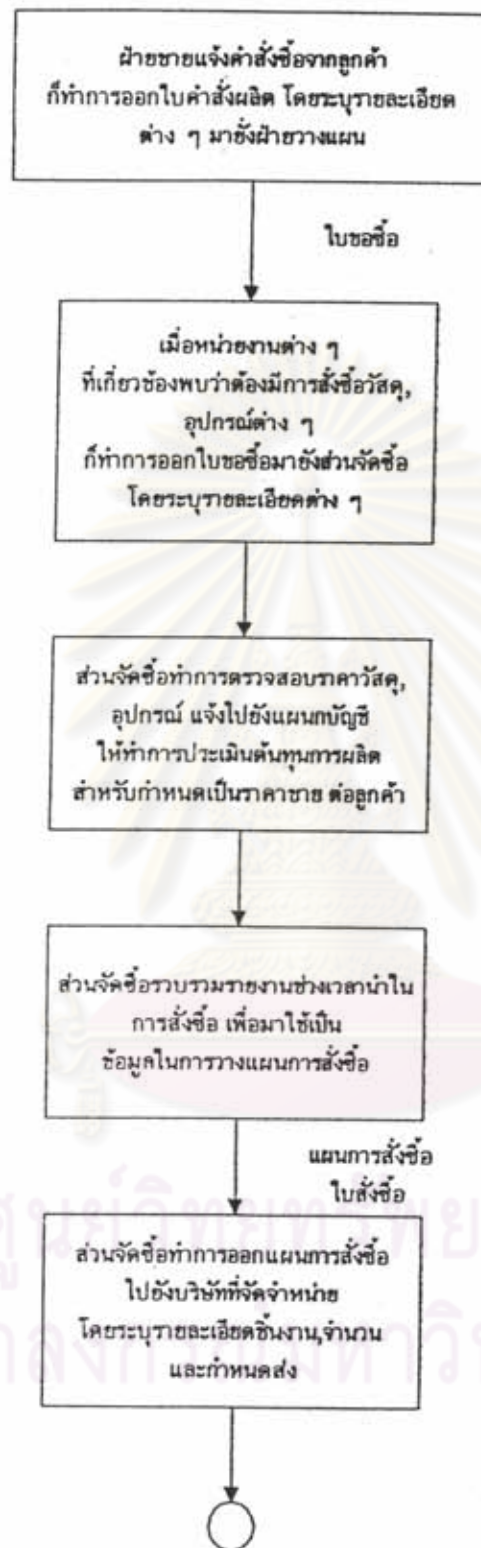 ฝ่ายขายแจ้งคำสั่งซื้อจากลูกค้า
ก็ทำการออกใบคำสั่งผลิต โดยระบุรายละเอียด
ต่าง ๆ มายังฝ่ายวางแผน
ใบขอซื้อ
เมื่อหน่วยงานต่าง ๆ
ที่เกี่ยวข้องพบว่าต้องมีการสั่งซื้อวัสดุ,
อุปกรณ์ต่าง ๆ
ก็ทำการออกใบขอซื้อมายังส่วนจัดซื้อ
โดยระบุรายละเอียดต่าง ๆ
ส่วนจัดซื้อทำการตรวจสอบราคาวัสดุ,
อุปกรณ์ แจ้งไปยังแผนกบัญชี
ให้ทำการประเมินต้นทุนการผลิต
สำหรับกำหนดเป็นราคาขาย ต่อลูกค้า
ส่วนจัดซื้อรวบรวมรายงานช่วงเวลานำใน
การสั่งซื้อ เพื่อมาใช้เป็น
ข้อมูลในการวางแผนการสั่งซื้อ
แผนการสั่งซื้อ
ใบสั่งซื้อ
ศูนย์วิทยทรัพย
ส่วนจัดซื้อทำการออกแผนการสั่งซื้อ
ไปยังบริษัทที่จัดจำหน่าย
โดยระบุรายละเอียดชิ้นงาน,จำนวน
และกำหนดส่ง
าลงกรณ์มหาวิท